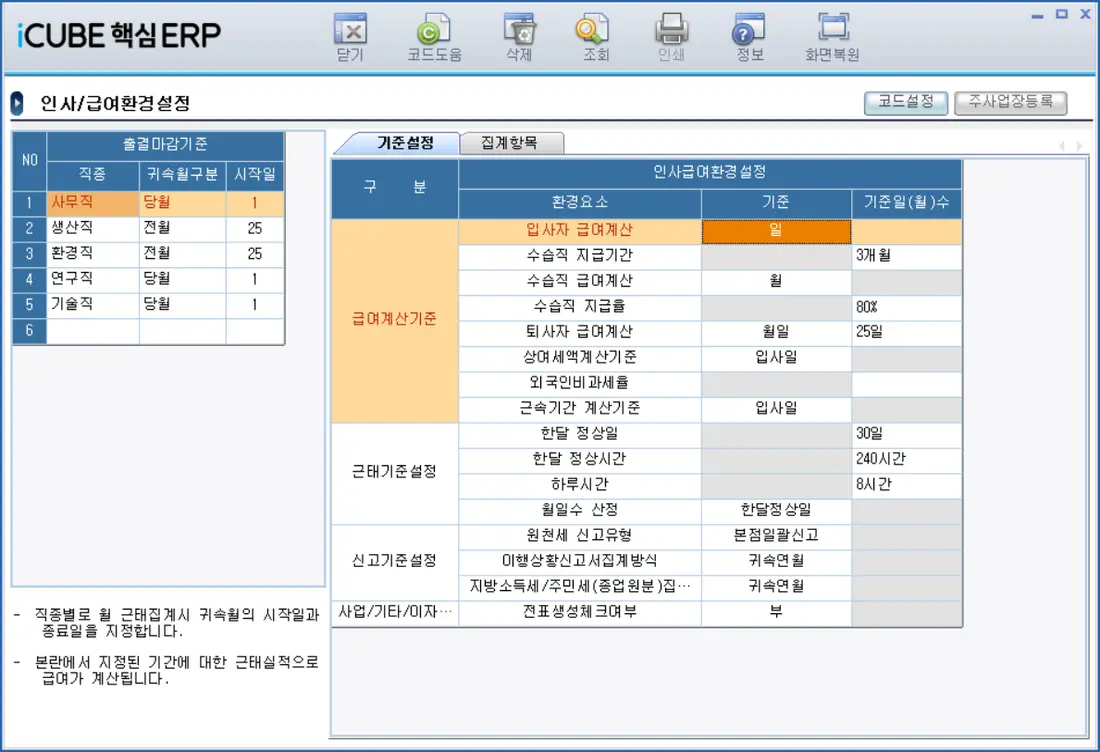 iCUBE 핵심ERP
닫기 코드도움 삭제 조회 인쇄 정보 화면복원
인사/급여환경설정
코드설정 주사업장등록
NO 출결마감기준
직종 귀속월구분 시작일
1 사무직 당월 1
2 생산직 전월 25
3 환경직 전월 25
4 연구직 당월 1
5 기술직 당월 1
6
- 직종별로 월 근태집계시 귀속월의 시작일과
종료일을 지정합니다.
- 본란에서 지정된 기간에 대한 근태실적으로
급여가 계산됩니다.
기준설정 집계항목
구 분 인사급여환경설정
환경요소 기준 기준일(월)수
급여계산기준
입사자 급여계산 일
수습직 지급기간 3개월
수습직 급여계산 월
수습직 지급율 80%
퇴사자 급여계산 월일 25일
상여세액계산기준 입사일
외국인비과세율
근속기간 계산기준 입사일
근태기준설정
한달 정상일 30일
한달 정상시간 240시간
하루시간 8시간
월일수 산정 한달정상일
신고기준설정
원천세 신고유형 본점일괄신고
이행상황신고서집계방식 귀속연월
지방소득세/주민세(종업원분)집… 귀속연월
사업/기타/이자… 전표생성체크여부 부